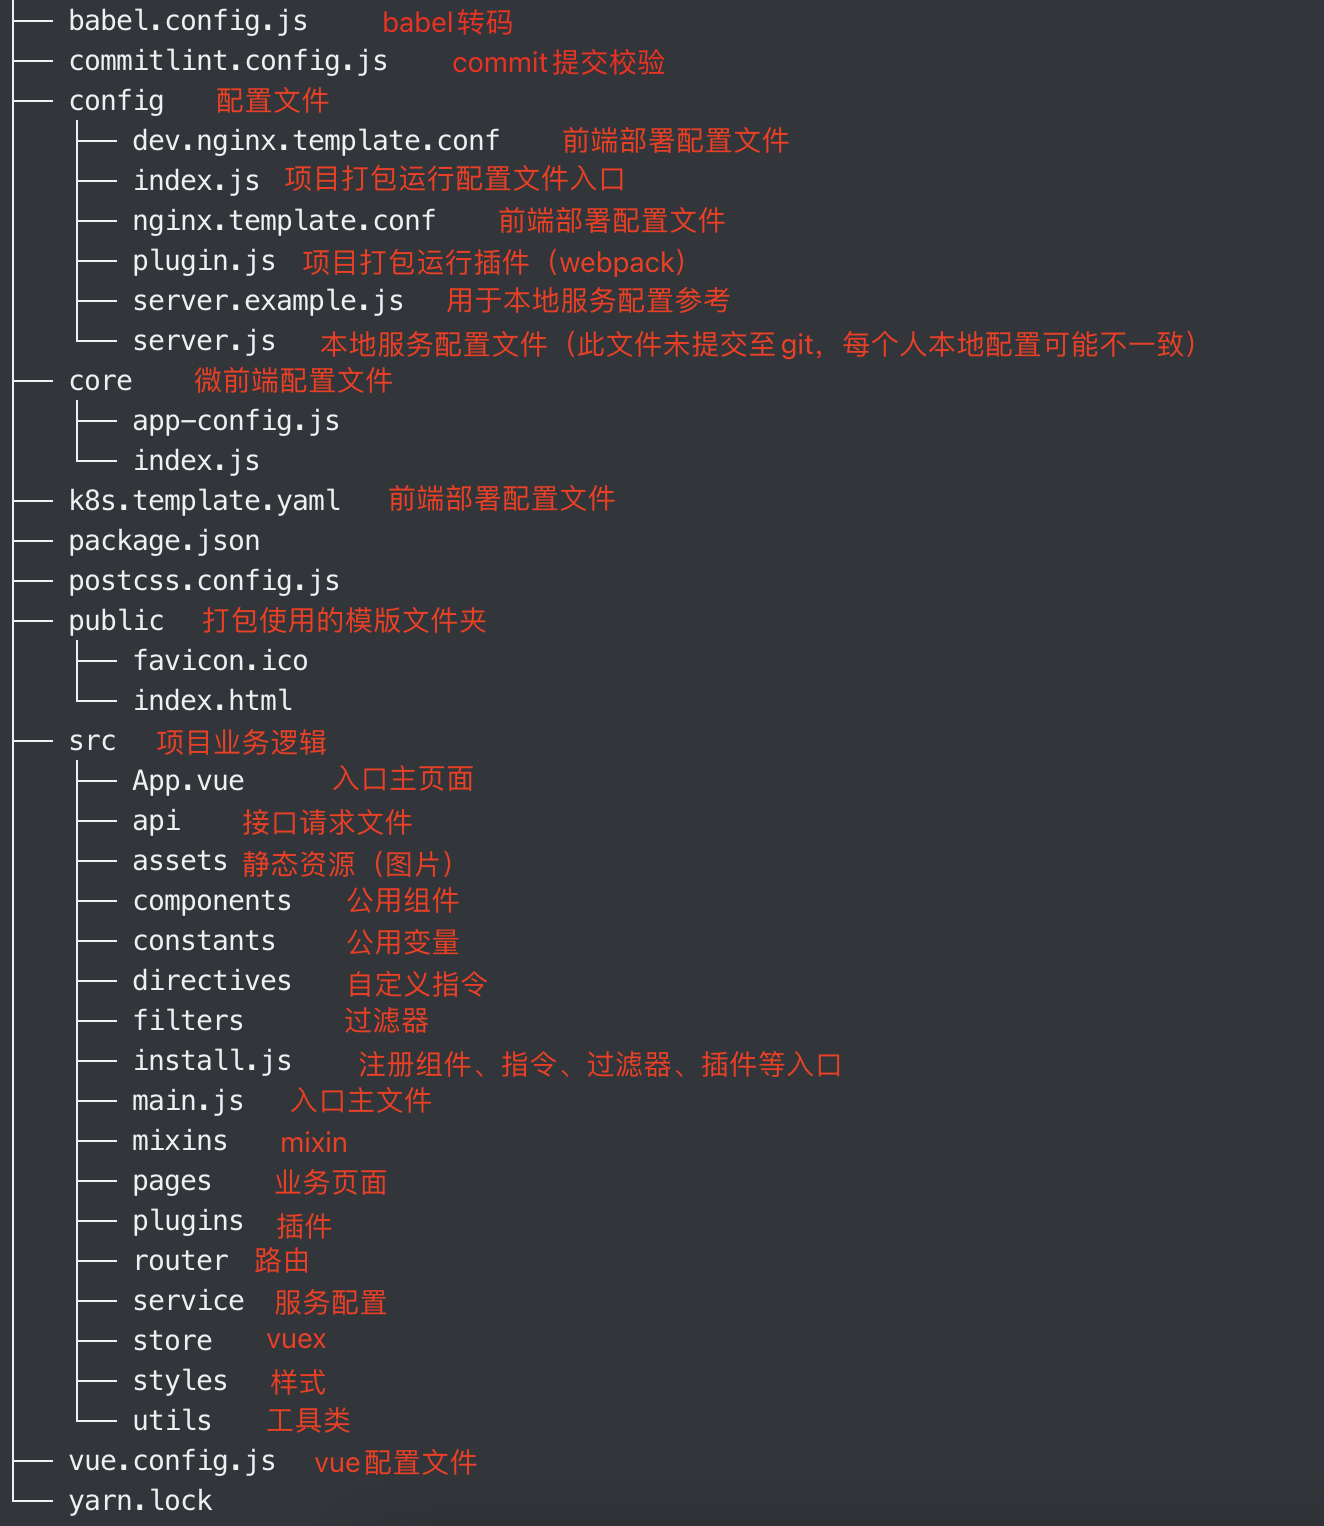 babel.config.js babel转码
commitlint.config.js commit提交校验
config 配置文件
dev.nginx.template.conf 前端部署配置文件
index.js 项目打包运行配置文件入口
nginx.template.conf 前端部署配置文件
plugin.js 项目打包运行插件（webpack）
server.example.js 用于本地服务配置参考
server.js 本地服务配置文件（此文件未提交至git，每个人本地配置可能不一致）
core 微前端配置文件
app-config.js
index.js
k8s.template.yaml 前端部署配置文件
package.json
postcss.config.js
public 打包使用的模版文件夹
favicon.ico
index.html
src 项目业务逻辑
App.vue 入口主页面
api 接口请求文件
assets 静态资源（图片）
components 公用组件
constants 公用变量
directives 自定义指令
filters 过滤器
install.js 注册组件、指令、过滤器、插件等入口
main.js 入口主文件
mixins mixin
pages 业务页面
plugins 插件
router 路由
service 服务配置
store vuex
styles 样式
utils 工具类
vue.config.js vue配置文件
yarn.lock